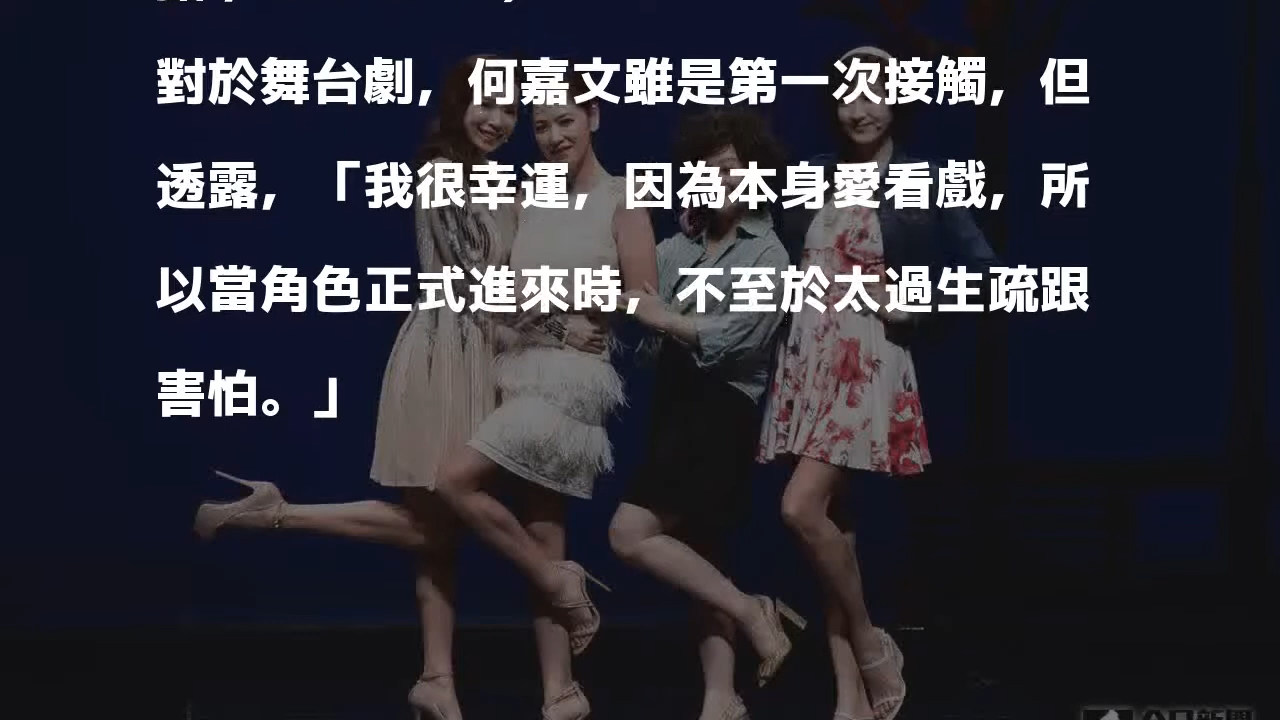 對於舞台劇，何嘉文雖是第一次接觸，但
透露，「我很幸運，因為本身愛看戲，所
以當角色正式進來時，不至於太過生疏跟
害怕。」